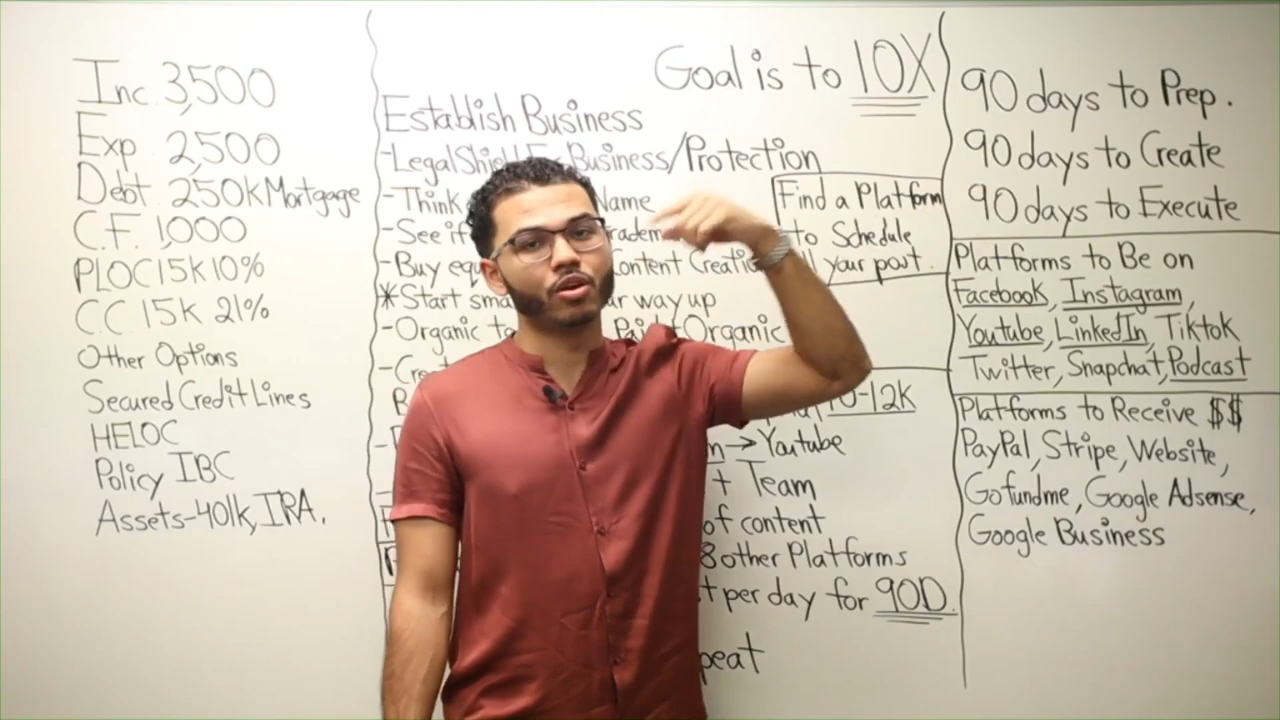 Inc. 3,500
Exp 2,500
Debt 250k Mortgage
C.F. 1,000
PLOC 15k 10%
C.C. 15K 21%
Other Options
Secured Credit Lines
HELOC
Policy IBC
Assets-401k, IRA.
Goal is to 10X
Establish Business
-LegalShield Business/Protection
-Think Name
-See if
-Buy Content
*Start way up
-Organic to Paid + Organic
10-12K
→ Youtube
+ Team
of content
8 other Platforms
per day for 90D.
Find a Platform
to Schedule
your post.
90 days to Prep.
90 days to Create
90 days to Execute
Platforms to Be on
Facebook, Instagram,
Youtube, LinkedIn, TikTok
Twitter, Snapchat, Podcast
Platforms to Receive $$
PayPal, Stripe, Website,
Gofundme, Google Adsense,
Google Business